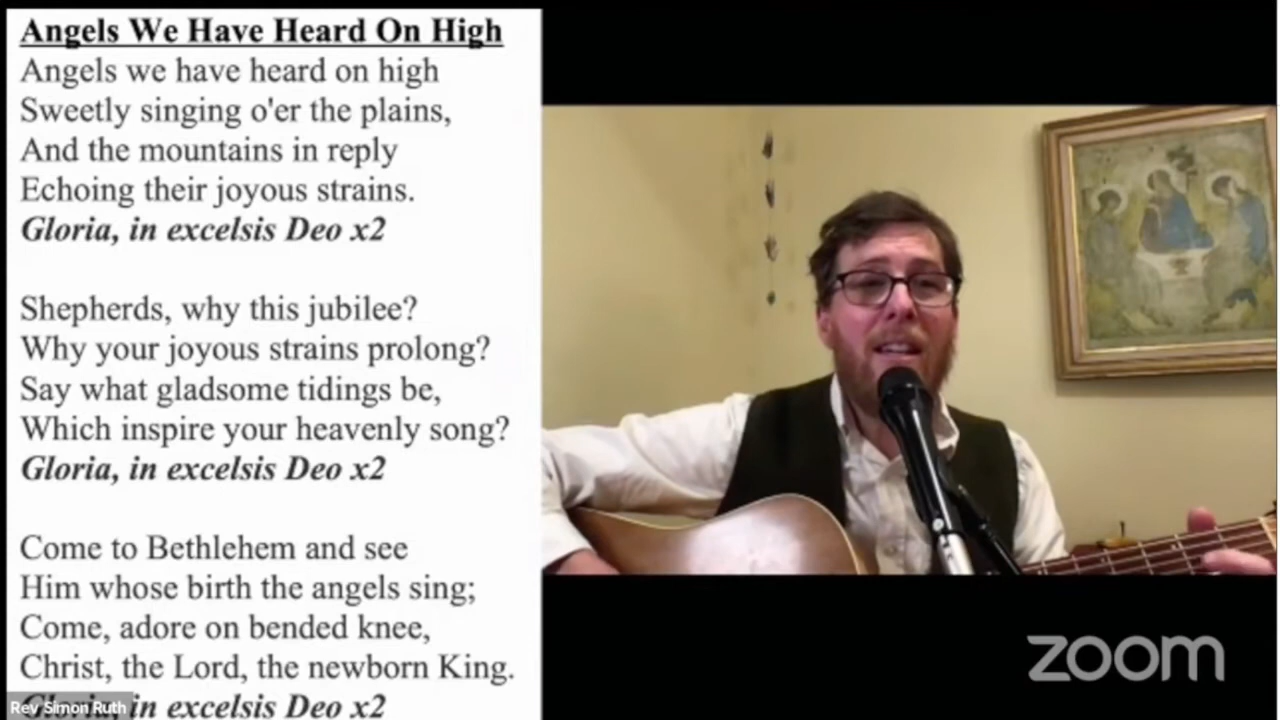 Angels We Have Heard On High
Angels we have heard on high
Sweetly singing o'er the plains,
And the mountains in reply
Echoing their joyous strains.
Gloria, in excelsis Deo x2
Shepherds, why this jubilee?
Why your joyous strains prolong?
Say what gladsome tidings be,
Which inspire your heavenly song?
Gloria, in excelsis Deo x2
Come to Bethlehem and see
Him whose birth the angels sing;
Come, adore on bended knee,
Christ, the Lord, the newborn King.
Gloria, in excelsis Deo x2
Rev Simon Ruth
zoom